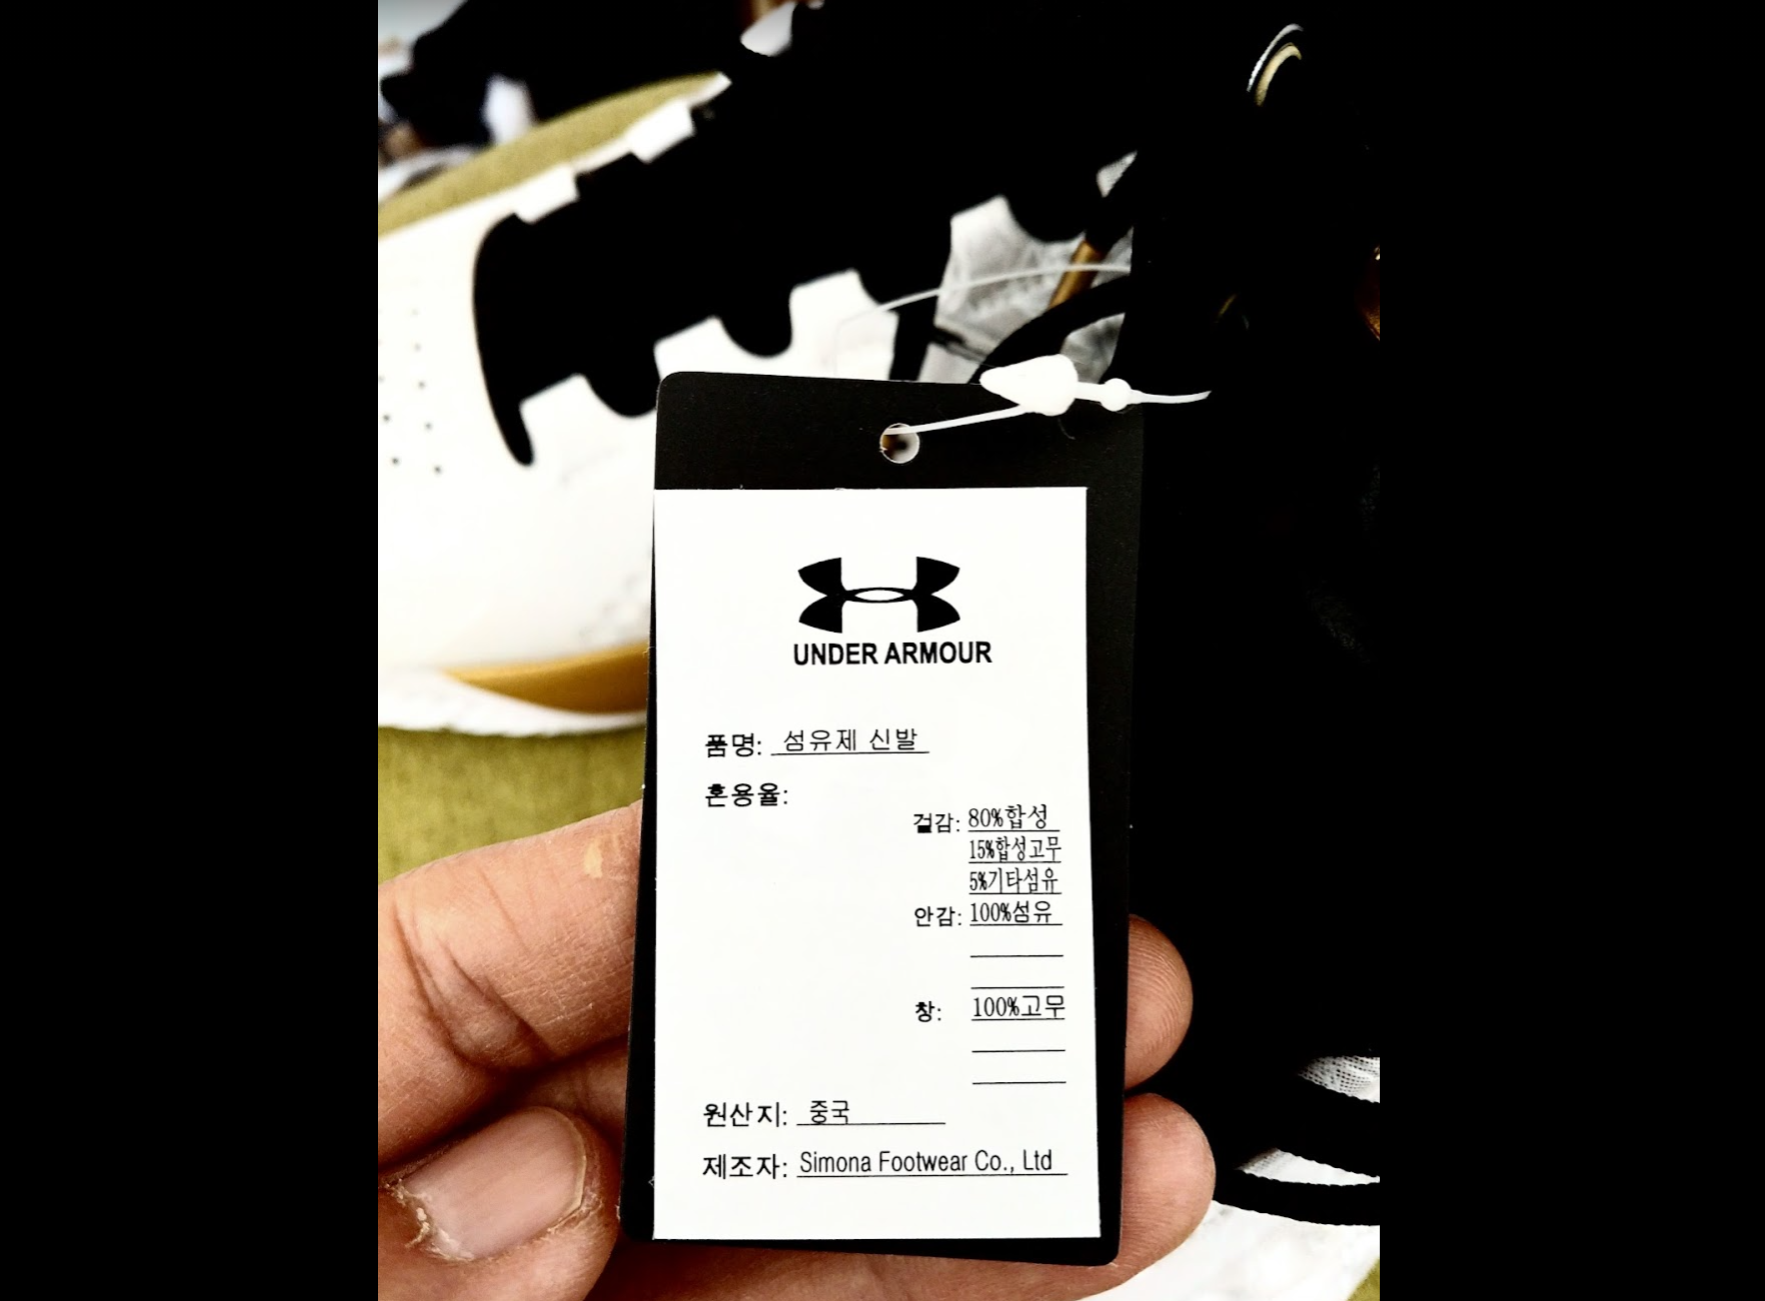 UNDER ARMOUR
품명: 섬유제 신발
혼용율:
겉감: 80%합성
15%합성고무
5%기타섬유
안감: 100%섬유
창: 100%고무
원산지: 중국
제조자: Simona Footwear Co., Ltd